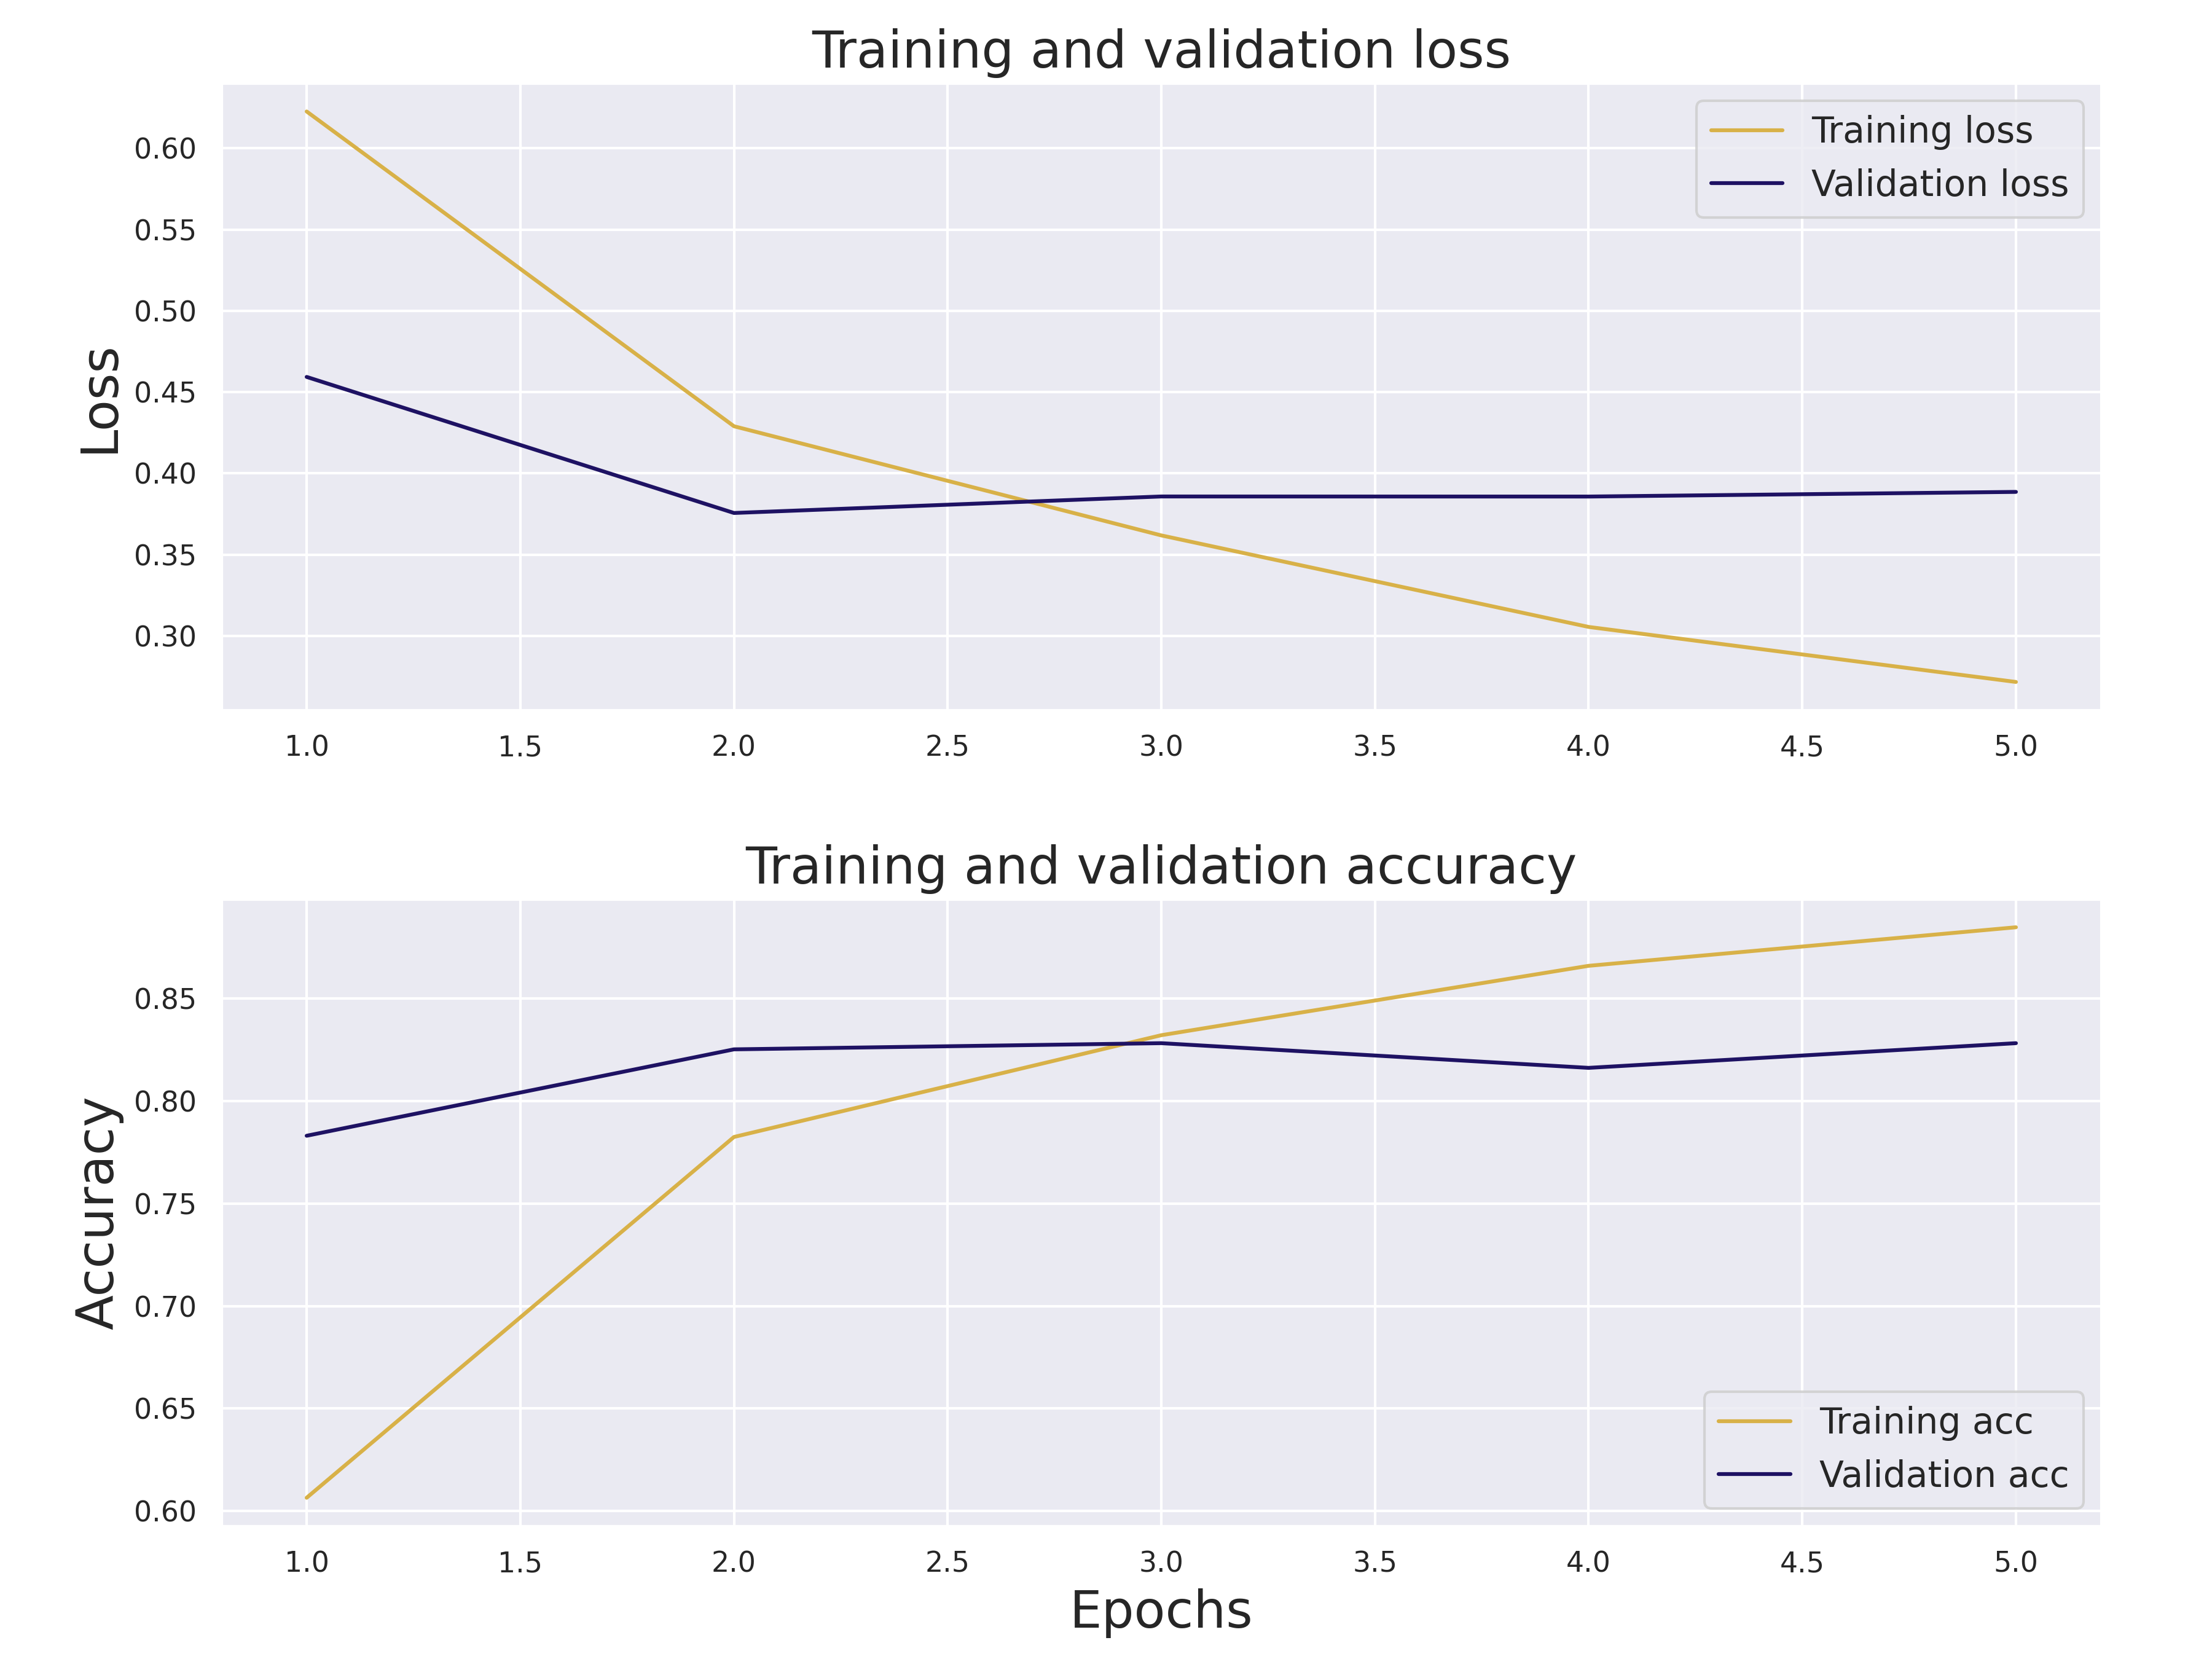 Training and validation loss
Loss
0.60
0.55
0.50
0.45
0.40
0.35
0.30
Training loss
Validation loss
1.0 1.5 2.0 2.5 3.0 3.5 4.0 4.5 5.0
Training and validation accuracy
Accuracy
0.85
0.80
0.75
0.70
0.65
0.60
Training acc
Validation acc
1.0 1.5 2.0 2.5 3.0 3.5 4.0 4.5 5.0
Epochs